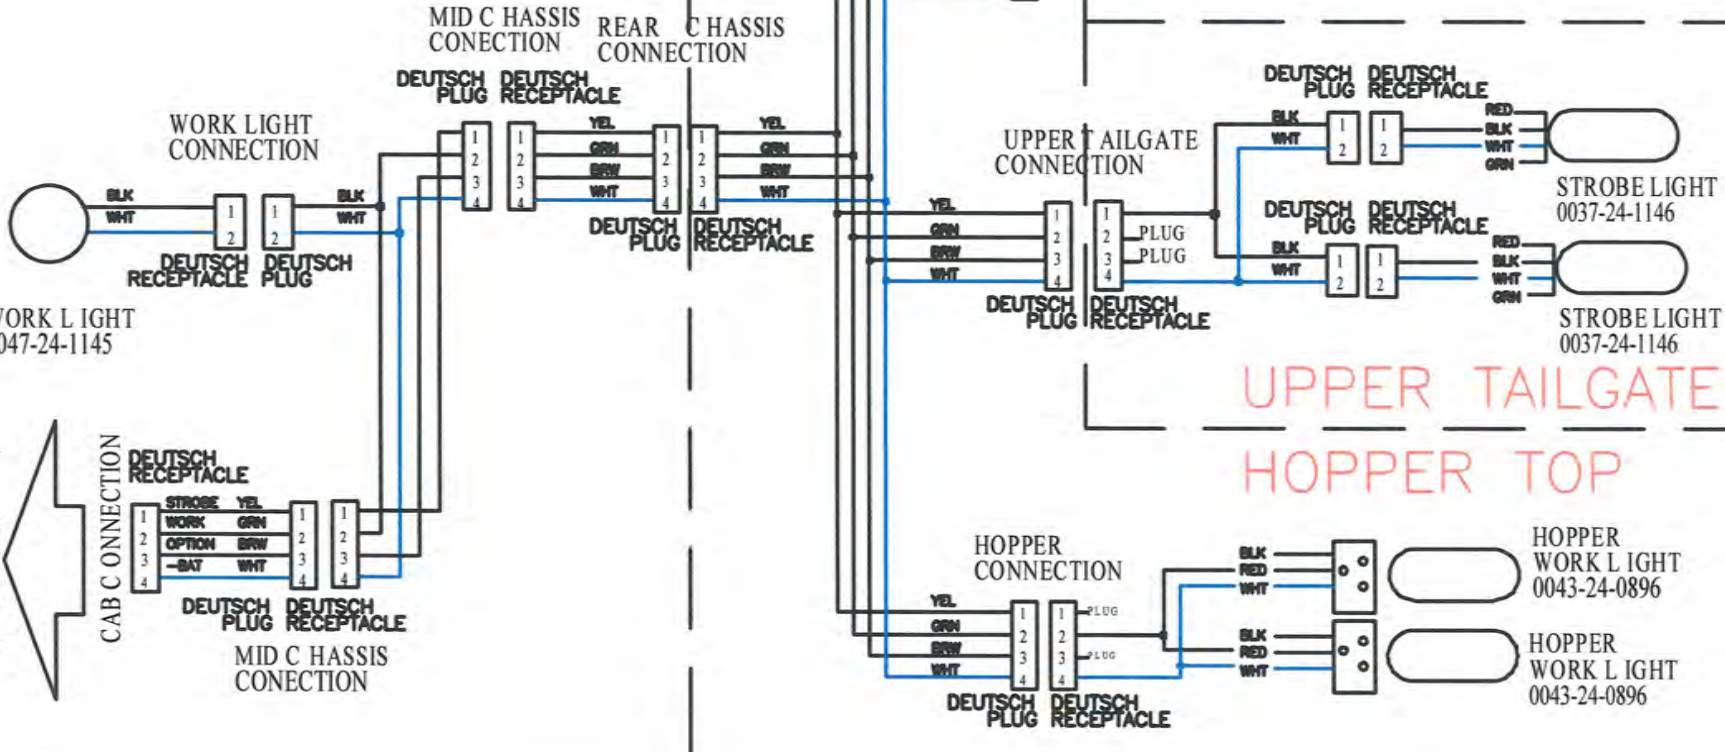 MID C HASSIS
CONECTION
REAR C HASSIS
CONNECTION
DEUTSCH DEUTSCH
PLUG RECEPTACLE
1
2
3
4
1
2
3
4
YEL
GRN
BRW
WHT
1
2
3
4
1
2
3
4
YEL
GRN
BRW
WHT
DEUTSCH DEUTSCH
PLUG RECEPTACLE
WORK LIGHT
CONNECTION
BLK
WHT
1
2
1
2
BLK
WHT
DEUTSCH DEUTSCH
RECEPTACLE PLUG
WORK L IGHT
047-24-1145
CAB C ONNECTION
DEUTSCH
RECEPTACLE
1
2
3
4
STROBE YEL
WORK GRN
OPTION BRW
-BAT WHT
1
2
3
4
1
2
3
4
DEUTSCH DEUTSCH
PLUG RECEPTACLE
MID C HASSIS
CONECTION
UPPER T AILGATE
CONNECTION
YEL
GRN
BRW
WHT
1
2
3
4
1
2
3
4
PLUG
PLUG
DEUTSCH DEUTSCH
PLUG RECEPTACLE
DEUTSCH DEUTSCH
PLUG RECEPTACLE
BLK
WHT
1
2
1
2
RED
BLK
WHT
GRN
STROBE LIGHT
0037-24-1146
DEUTSCH DEUTSCH
PLUG RECEPTACLE
BLK
WHT
1
2
1
2
RED
BLK
WHT
GRN
STROBE LIGHT
0037-24-1146
UPPER TAILGATE
HOPPER TOP
HOPPER
CONNECTION
YEL
GRN
BRW
WHT
1
2
3
4
1
2
3
4
PLUG
PLUG
DEUTSCH DEUTSCH
PLUG RECEPTACLE
BLK
RED
WHT
HOPPER
WORK L IGHT
0043-24-0896
BLK
RED
WHT
HOPPER
WORK L IGHT
0043-24-0896